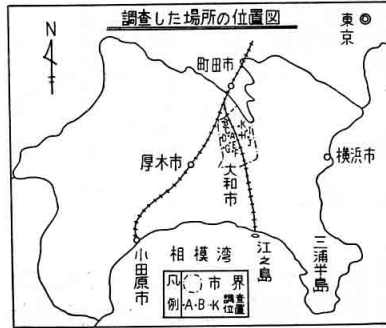 調査した場所の位置図
東京
N
町田市
厚木市
大和市
横浜市
小田原市
相模湾
江之島
三浦半島
凡例
市界
・A・B・K 調査位置